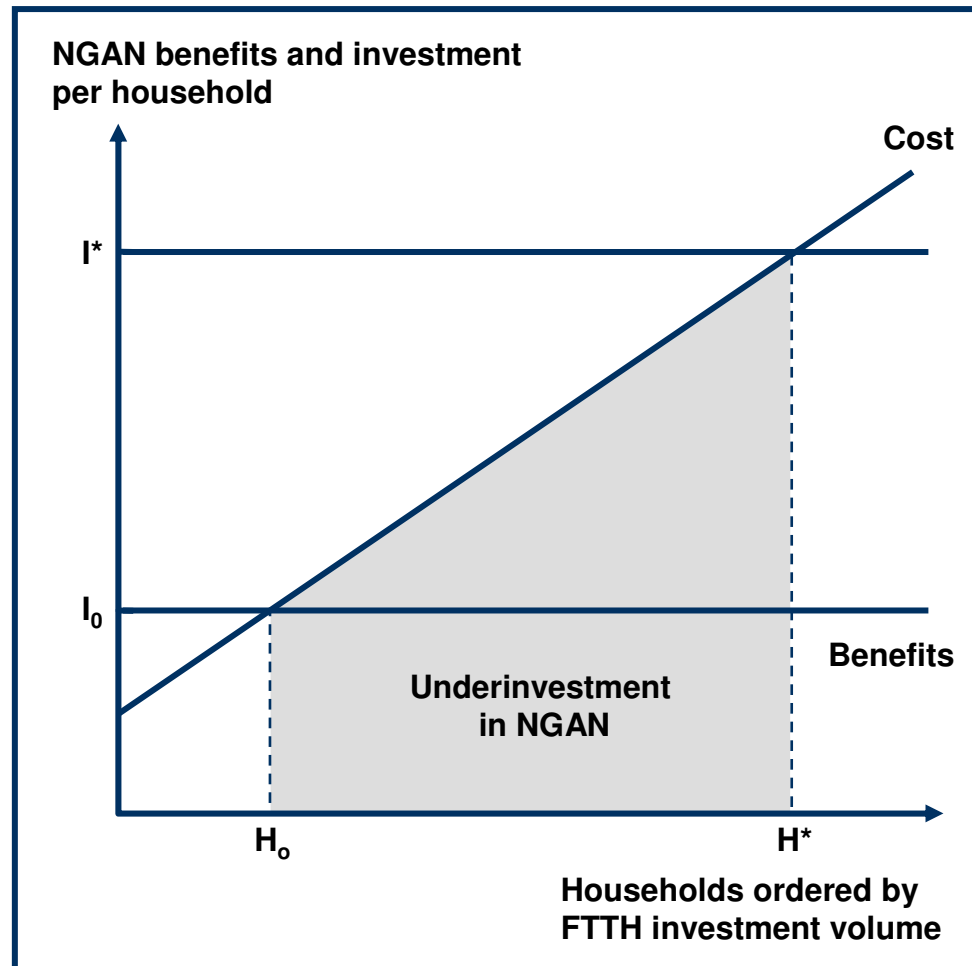 NGAN benefits and investment
per household
Cost
I*
I₀
Benefits
Underinvestment
in NGAN
Hₒ
H*
Households ordered by
FTTH investment volume